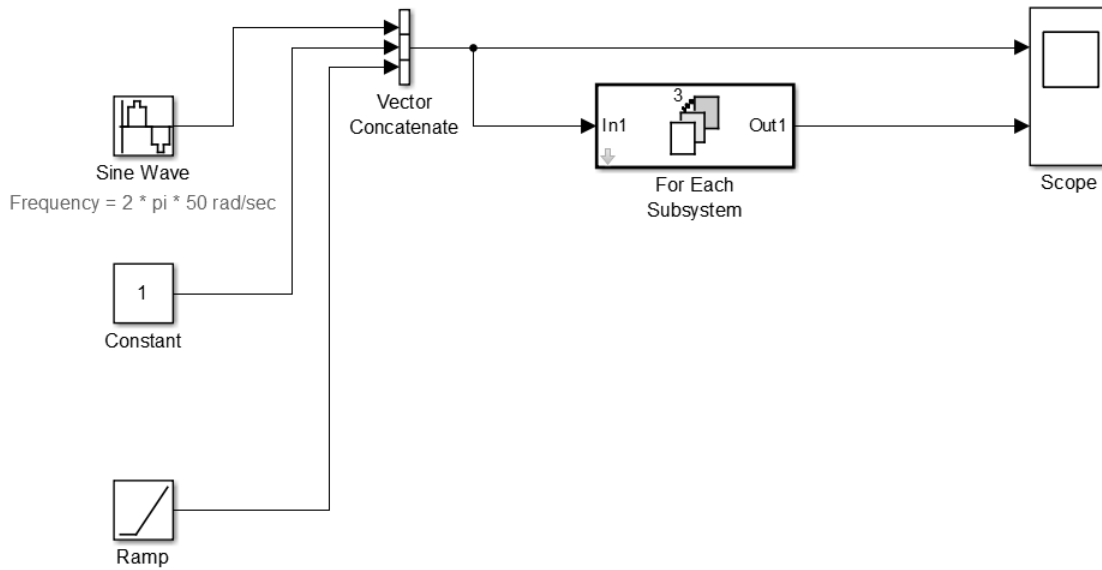 Vector
Concatenate
3
In1
Out1
For Each
Subsystem
Scope
Sine Wave
Frequency = 2 * pi * 50 rad/sec
1
Constant
Ramp